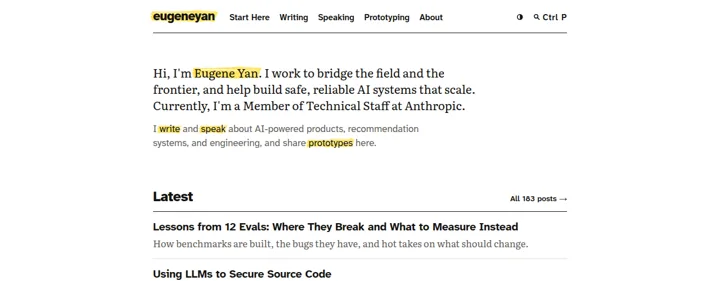 eugeneyan Start Here Writing Speaking Prototyping About Ctrl P
Hi, I'm Eugene Yan. I work to bridge the field and the
frontier, and help build safe, reliable AI systems that scale.
Currently, I'm a Member of Technical Staff at Anthropic.
I write and speak about AI-powered products, recommendation
systems, and engineering, and share prototypes here.
Latest All 183 posts →
Lessons from 12 Evals: Where They Break and What to Measure Instead
How benchmarks are built, the bugs they have, and hot takes on what should change.
Using LLMs to Secure Source Code